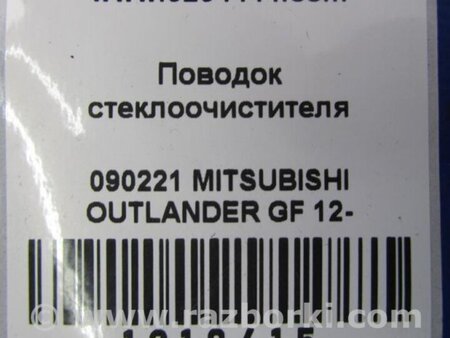 Поводок
стеклоочистителя
090221 MITSUBISHI
OUTLANDER GF 12-
www.razborki.com